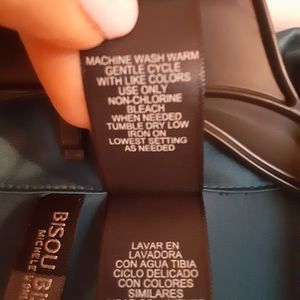 MACHINE WASH WARM
GENTLE CYCLE
WITH LIKE COLORS
USE ONLY
NON-CHLORINE
BLEACH
WHEN NEEDED
TUMBLE DRY LOW
IRON ON
LOWEST SETTING
AS NEEDED
LAVAR EN
LAVADORA
CON AGUA TIBIA
CICLO DELICADO
CON COLORES
SIMILARES
BISOU
MICHELE